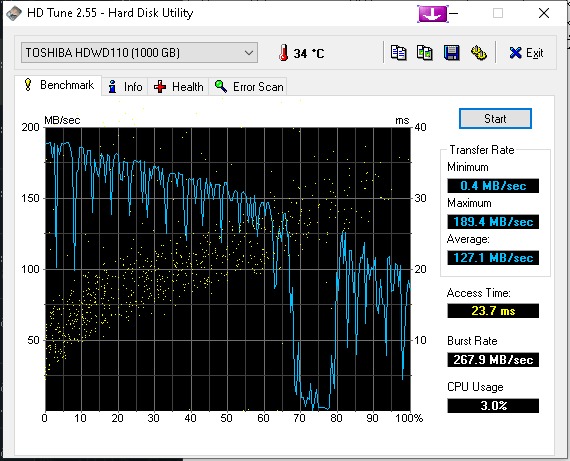 HD Tune 2.55 - Hard Disk Utility
TOSHIBA HDWD110 (1000 GB)
34 °C
Exit
Benchmark
Info
Health
Error Scan
MB/sec
ms
200
150
100
50
40
30
20
10
0
10
20
30
40
50
60
70
80
90
100%
Start
Transfer Rate
Minimum
0.4 MB/sec
Maximum
189.4 MB/sec
Average:
127.1 MB/sec
Access Time:
23.7 ms
Burst Rate
267.9 MB/sec
CPU Usage
3.0%